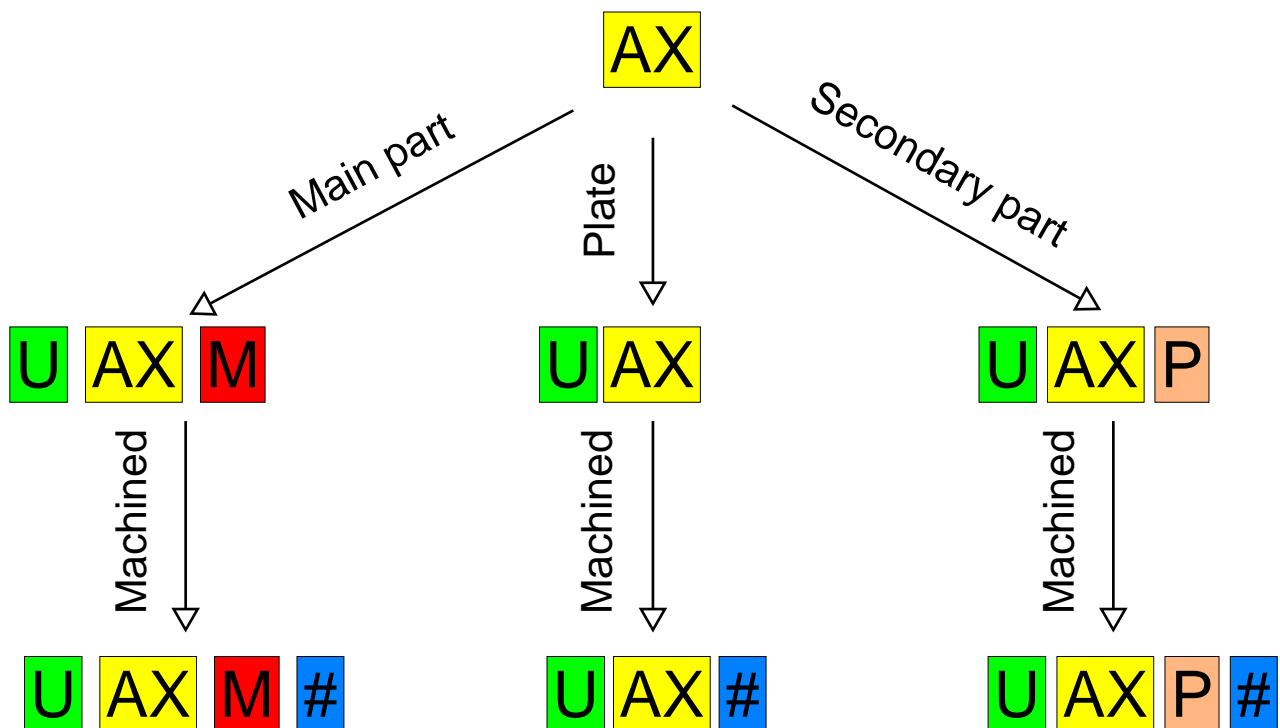 AX
Main part
Plate
Secondary part
U AX M
U AX
U AX P
Machined
Machined
Machined
U AX M #
U AX #
U AX P #